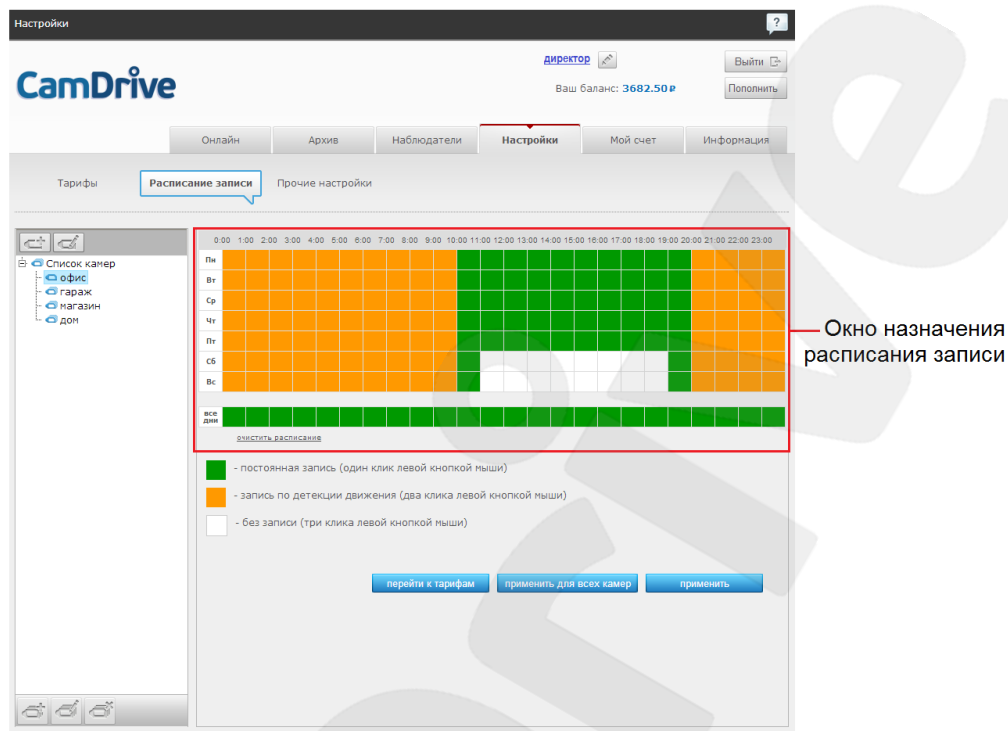 Настройки
?
CamDrive
директор
Выйти
Ваш баланс: 3682.50 ₽
Пополнить
Онлайн Архив Наблюдатели Настройки Мой счет Информация
Тарифы Расписание записи Прочие настройки
0:00 1:00 2:00 3:00 4:00 5:00 6:00 7:00 8:00 9:00 10:00 11:00 12:00 13:00 14:00 15:00 16:00 17:00 18:00 19:00 20:00 21:00 22:00 23:00
Список камер
офис
гараж
магазин
дом
Пн
Вт
Ср
Чт
Пт
Сб
Вс
все
дни
очистить расписание
Окно назначения
расписания записи
- постоянная запись (один клик левой кнопкой мыши)
- запись по детекции движения (два клика левой кнопкой мыши)
- без записи (три клика левой кнопкой мыши)
перейти к тарифам применить для всех камер применить